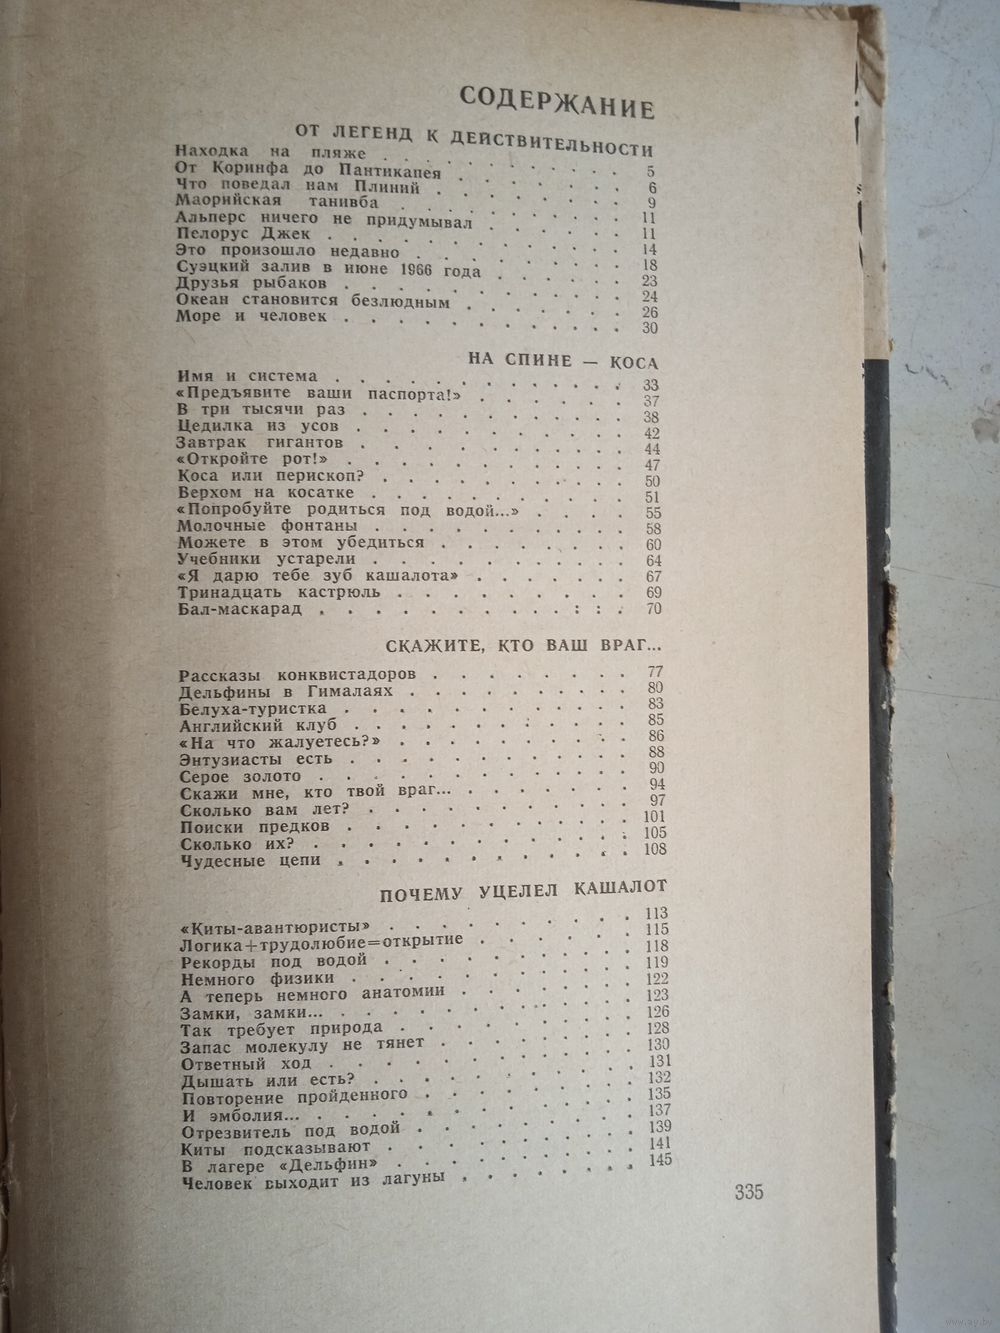 СОДЕРЖАНИЕ
ОТ ЛЕГЕНД К ДЕЙСТВИТЕЛЬНОСТИ
Находка на пляже . . . . . . . . . . 5
От Коринфа до Пантикапея . . . . . . . 6
Что поведал нам Плиний . . . . . . . . 9
Маорийская танивба . . . . . . . . . 11
Альперс ничего не придумывал . . . . . . 11
Пелорус Джек . . . . . . . . . . . 14
Это произошло недавно . . . . . . . . 18
Суэцкий залив в июне 1966 года . . . . . 23
Друзья рыбаков . . . . . . . . . . . 24
Океан становится безлюдным . . . . . . 26
Море и человек . . . . . . . . . . . 30
НА СПИНЕ — КОСА
Имя и система . . . . . . . . . . . 33
«Предъявите ваши паспорта!» . . . . . . 37
В три тысячи раз . . . . . . . . . . 38
Цедилка из усов . . . . . . . . . . 42
Завтрак гигантов . . . . . . . . . . 44
«Откройте рот!» . . . . . . . . . . 47
Коса или перископ? . . . . . . . . . 50
Верхом на косатке . . . . . . . . . . 51
«Попробуйте родиться под водой...» . . . . 55
Молочные фонтаны . . . . . . . . . . 58
Можете в этом убедиться . . . . . . . 60
Учебники устарели . . . . . . . . . . 64
«Я дарю тебе зуб кашалота» . . . . . . 67
Тринадцать кастрюль . . . . . . . . . 69
Бал-маскарад . . . . . . . . . . : : . 70
СКАЖИТЕ, КТО ВАШ ВРАГ...
Рассказы конквистадоров . . . . . . . . 77
Дельфины в Гималаях . . . . . . . . . 80
Белуха-туристка . . . . . . . . . . . 83
Английский клуб . . . . . . . . . . . 85
«На что жалуетесь?» . . . . . . . . . 86
Энтузиасты есть . . . . . . . . . . . 88
Серое золото . . . . . . . . . . . . 90
Скажи мне, кто твой враг... . . . . . . . 94
Сколько вам лет? . . . . . . . . . . 97
Поиски предков . . . . . . . . . . . 101
Сколько их? . . . . . . . . . . . . 105
Чудесные цепи . . . . . . . . . . . 108
ПОЧЕМУ УЦЕЛЕЛ КАШАЛОТ
«Киты-авантюристы» . . . . . . . . . 113
Логика+трудолюбие=открытие . . . . . . 115
Рекорды под водой . . . . . . . . . . 118
Немного физики . . . . . . . . . . . 119
А теперь немного анатомии . . . . . . . 122
Замки, замки... . . . . . . . . . . . 123
Так требует природа . . . . . . . . . 126
Запас молекулу не тянет . . . . . . . . 128
Ответный ход . . . . . . . . . . . . 130
Дышать или есть? . . . . . . . . . . 131
Повторение пройденного . . . . . . . . 132
И эмболия... . . . . . . . . . . . . 135
Отрезвитель под водой . . . . . . . . . 137
Киты подсказывают . . . . . . . . . . 139
В лагере «Дельфин» . . . . . . . . . 141
Человек выходит из лагуны . . . . . . . 145
335
www.ay.by